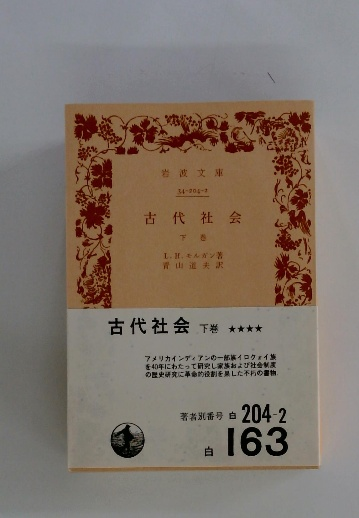 岩波文庫
34-204-2
古代社会
下巻
L.H.モルガン著
青山道夫訳
古代社会 下巻 ★★★★
アメリカインディアンの一部族イロクォイ族
を40年にわたって研究し家族および社会制度
の歴史研究に革命的役割を果した不朽の書物.
著者別番号 白 204-2
白 163